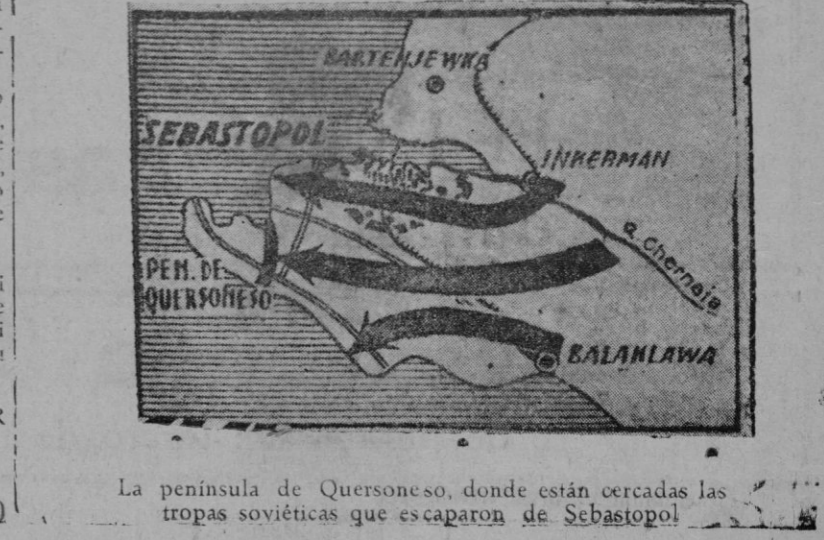 BARTENJEWKA
SEBASTOPOL
INKERMAN
R. Cherneia
PEN. DE
QUERSONESO
BALAKLAWA
La península de Quersoneso, donde están cercadas las
tropas soviéticas que escaparon de Sebastopol